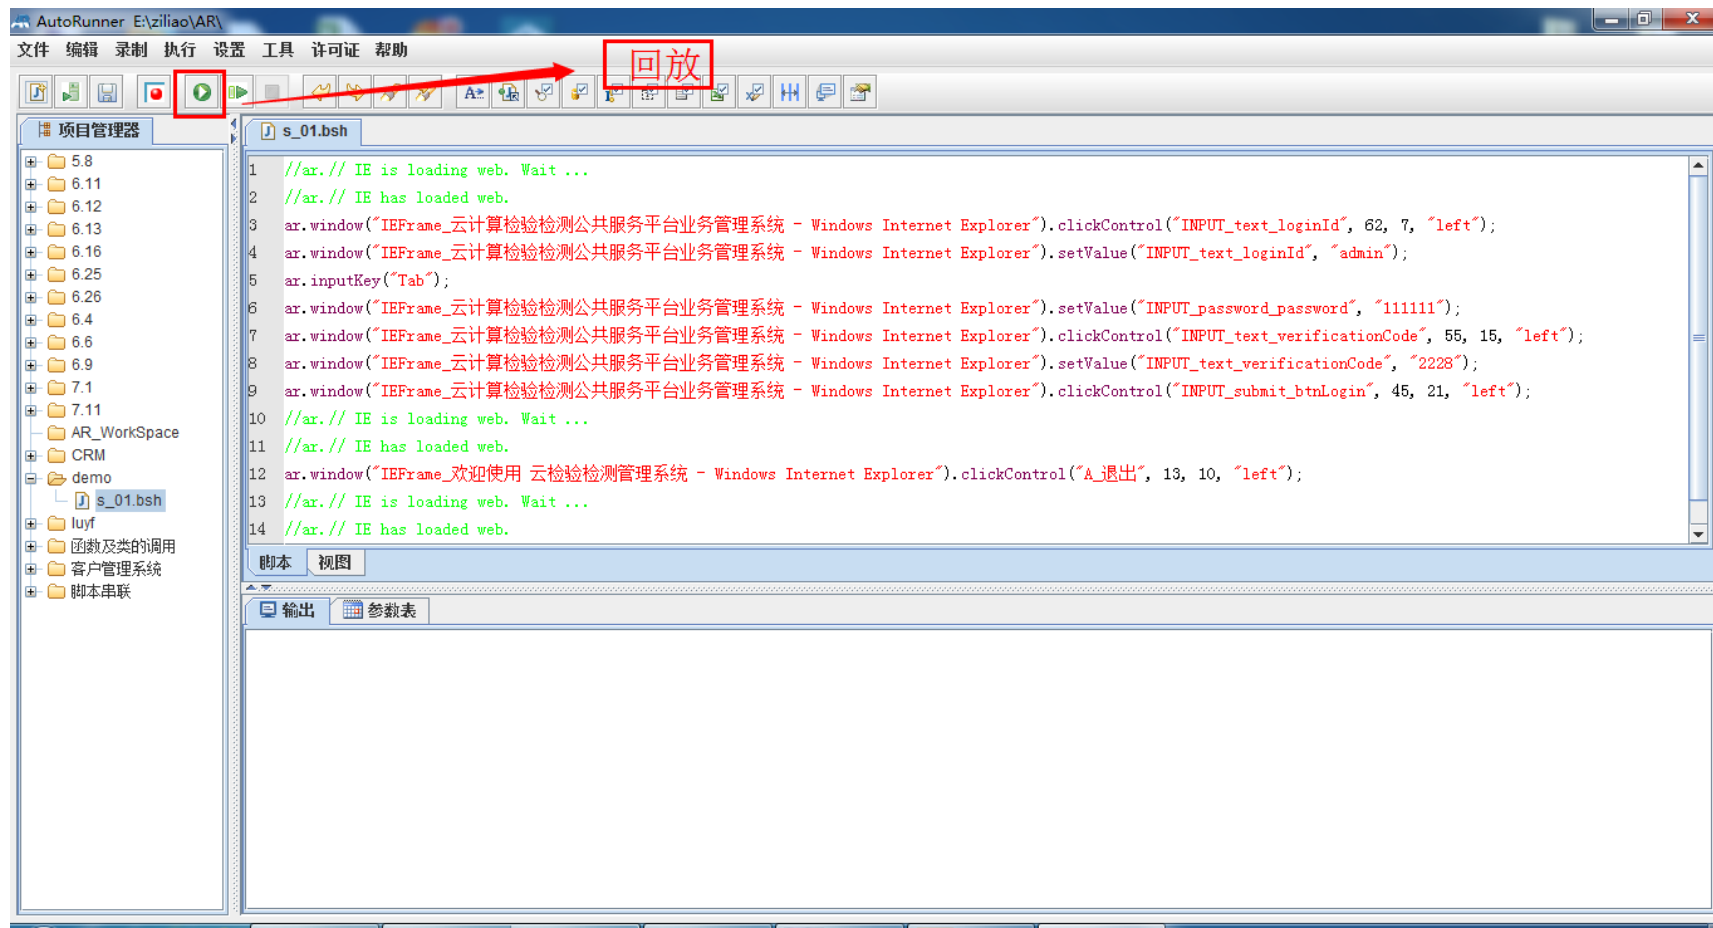 AutoRunner E:\ziliao\AR\
文件 编辑 录制 执行 设置 工具 许可证 帮助
回放
项目管理器
5.8
6.11
6.12
6.13
6.16
6.25
6.26
6.4
6.6
6.9
7.1
7.11
AR_WorkSpace
CRM
demo
s_01.bsh
luyf
函数及类的调用
客户管理系统
脚本串联
s_01.bsh
1 //ar.// IE is loading web. Wait ...
2 //ar.// IE has loaded web.
3 ar.window("IEFrame_云计算检验检测公共服务平台业务管理系统 - Windows Internet Explorer").clickControl("INPUT_text_loginId", 62, 7, "left");
4 ar.window("IEFrame_云计算检验检测公共服务平台业务管理系统 - Windows Internet Explorer").setValue("INPUT_text_loginId", "admin");
5 ar.inputKey("Tab");
6 ar.window("IEFrame_云计算检验检测公共服务平台业务管理系统 - Windows Internet Explorer").setValue("INPUT_password_password", "111111");
7 ar.window("IEFrame_云计算检验检测公共服务平台业务管理系统 - Windows Internet Explorer").clickControl("INPUT_text_verificationCode", 55, 15, "left");
8 ar.window("IEFrame_云计算检验检测公共服务平台业务管理系统 - Windows Internet Explorer").setValue("INPUT_text_verificationCode", "2228");
9 ar.window("IEFrame_云计算检验检测公共服务平台业务管理系统 - Windows Internet Explorer").clickControl("INPUT_submit_btnLogin", 45, 21, "left");
10 //ar.// IE is loading web. Wait ...
11 //ar.// IE has loaded web.
12 ar.window("IEFrame_欢迎使用 云检验检测管理系统 - Windows Internet Explorer").clickControl("A_退出", 13, 10, "left");
13 //ar.// IE is loading web. Wait ...
14 //ar.// IE has loaded web.
脚本 视图
输出 参数表